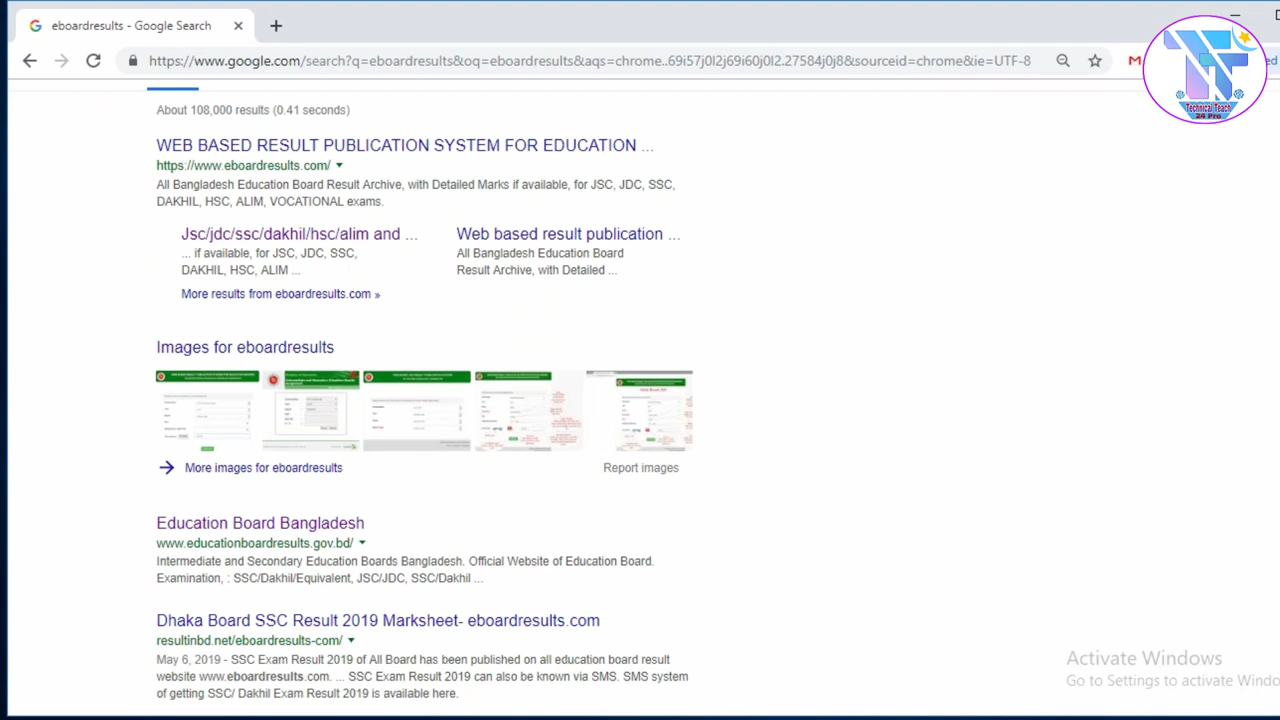 eboardresults - Google Search
https://www.google.com/search?q=eboardresults&oq=eboardresults&aqs=chrome..69i57j0l2j69i60j0l2.27584j0j8&sourceid=chrome&ie=UTF-8
Technical Teach
24 Pro
About 108,000 results (0.41 seconds)
WEB BASED RESULT PUBLICATION SYSTEM FOR EDUCATION ...
https://www.eboardresults.com/
All Bangladesh Education Board Result Archive, with Detailed Marks if available, for JSC, JDC, SSC,
DAKHIL, HSC, ALIM, VOCATIONAL exams.
Jsc/jdc/ssc/dakhil/hsc/alim and ...
... if available, for JSC, JDC, SSC,
DAKHIL, HSC, ALIM ...
Web based result publication ...
All Bangladesh Education Board
Result Archive, with Detailed ...
More results from eboardresults.com »
Images for eboardresults
More images for eboardresults
Report images
Education Board Bangladesh
www.educationboardresults.gov.bd/
Intermediate and Secondary Education Boards Bangladesh. Official Website of Education Board.
Examination, : SSC/Dakhil/Equivalent, JSC/JDC, SSC/Dakhil ...
Dhaka Board SSC Result 2019 Marksheet- eboardresults.com
resultinbd.net/eboardresults-com/
May 6, 2019 - SSC Exam Result 2019 of All Board has been published on all education board result
website www.eboardresults.com. ... SSC Exam Result 2019 can also be known via SMS. SMS system
of getting SSC/ Dakhil Exam Result 2019 is available here.
Activate Windows
Go to Settings to activate Windo